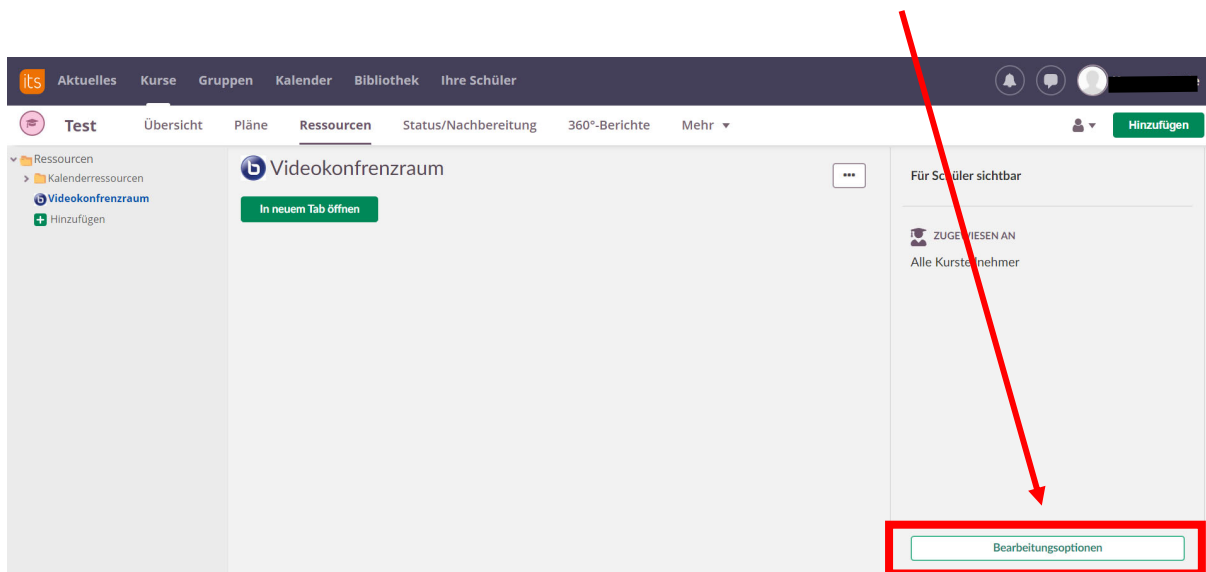 its Aktuelles Kurse Gruppen Kalender Bibliothek Ihre Schüler
Test Übersicht Pläne Ressourcen Status/Nachbereitung 360°-Berichte Mehr Hinzufügen
Ressourcen
Kalenderressourcen
Videokonfrenzraum
Hinzufügen
b Videokonfrenzraum
In neuem Tab öffnen
Für Schüler sichtbar
ZUGEWIESEN AN
Alle Kursteilnehmer
Bearbeitungsoptionen